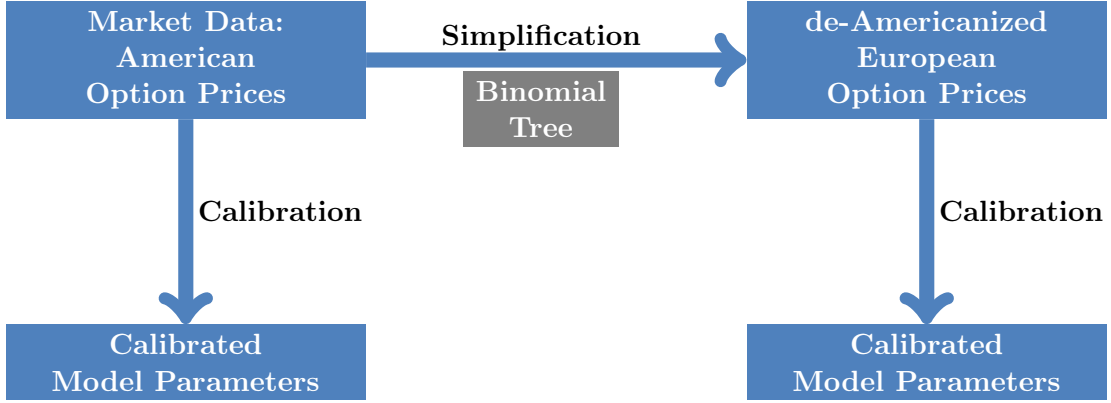 Market Data:
American
Option Prices
Simplification
Binomial
Tree
de-Americanized
European
Option Prices
Calibration
Calibration
Calibrated
Model Parameters
Calibrated
Model Parameters